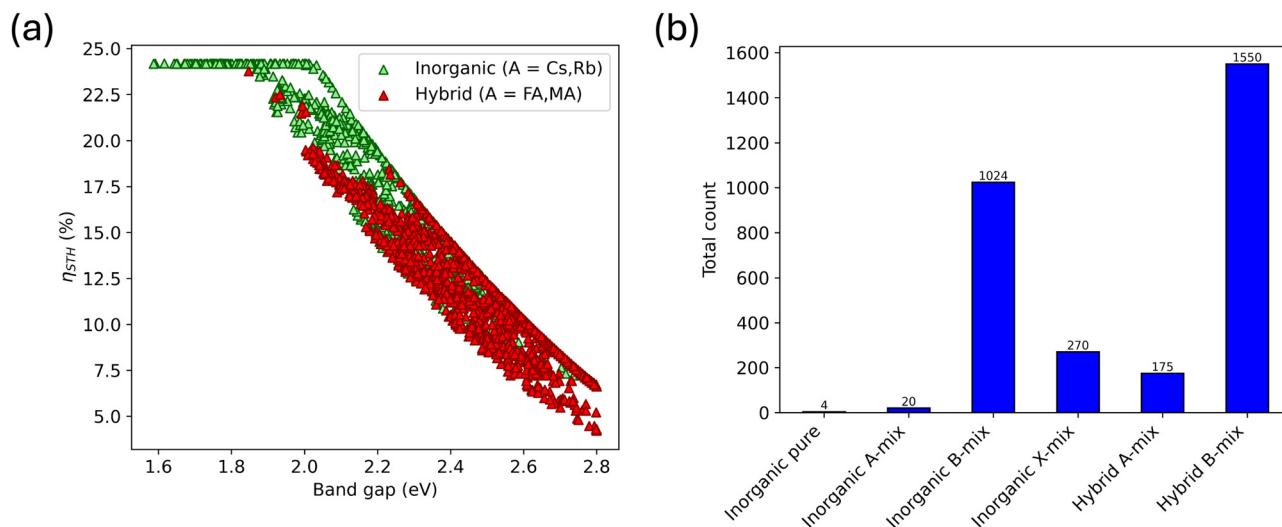 (a)
25.0
22.5
20.0
17.5
15.0
12.5
10.0
7.5
5.0
η_STH (%)
Inorganic (A = Cs,Rb)
Hybrid (A = FA,MA)
1.6 1.8 2.0 2.2 2.4 2.6 2.8
Band gap (eV)
(b)
1600
1400
1200
1000
800
600
400
200
0
Total count
4
20
1024
270
175
1550
Inorganic pure
Inorganic A-mix
Inorganic B-mix
Inorganic X-mix
Hybrid A-mix
Hybrid B-mix